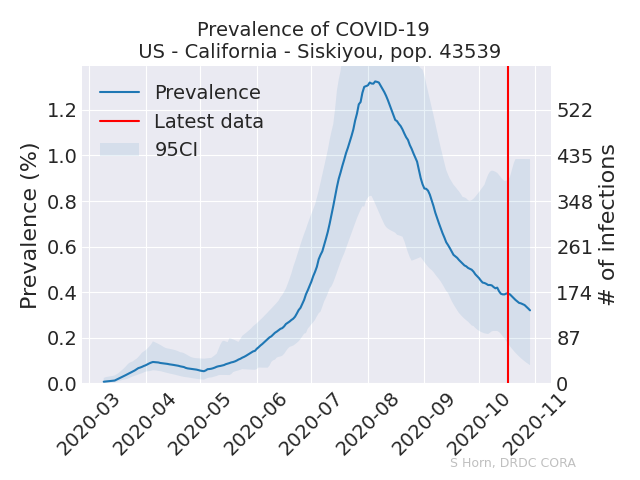 Prevalence of COVID-19
US - California - Siskiyou, pop. 43539
Prevalence
Latest data
95CI
Prevalence (%)
1.2
1.0
0.8
0.6
0.4
0.2
0.0
522
435
348
261
174
87
0
# of infections
2020-03
2020-04
2020-05
2020-06
2020-07
2020-08
2020-09
2020-10
2020-11
S Horn, DRDC CORA